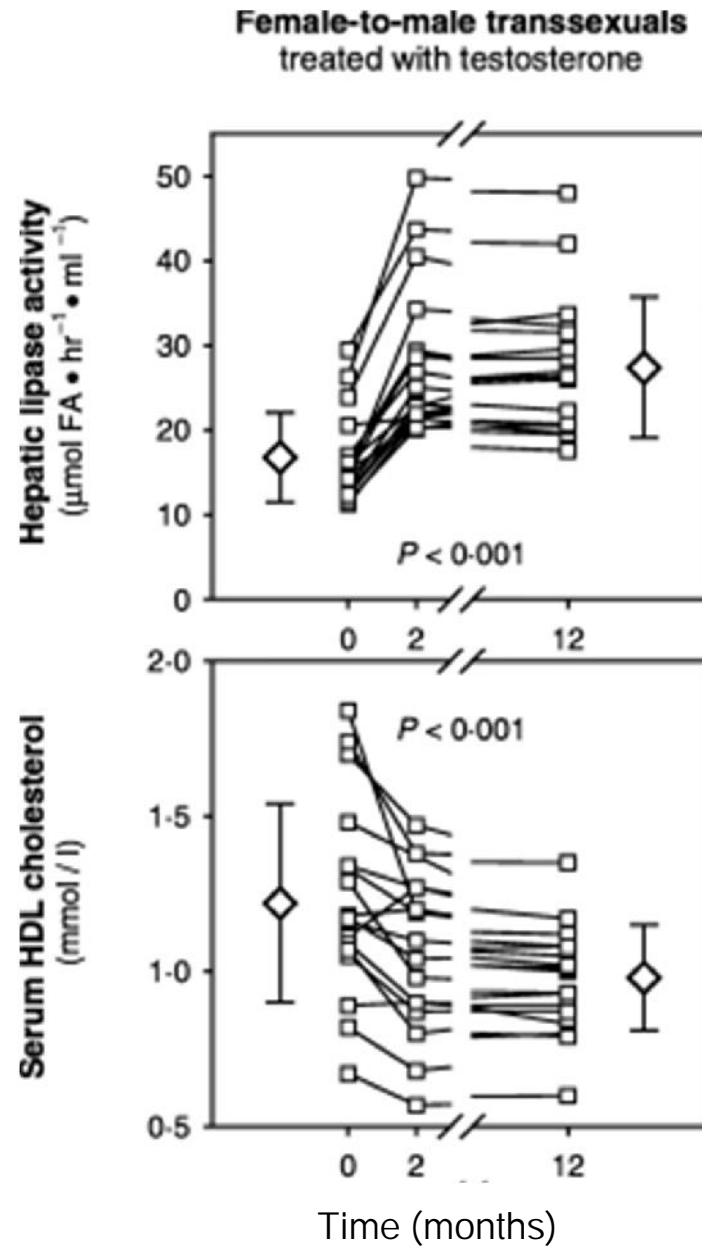 Female-to-male transsexuals
treated with testosterone
Hepatic lipase activity
(μmol FA • hr⁻¹ • ml⁻¹)
50
40
30
20
10
0
P < 0·001
0 2 12
Serum HDL cholesterol
(mmol / l)
2·0
1·5
1·0
0·5
P < 0·001
0 2 12
Time (months)